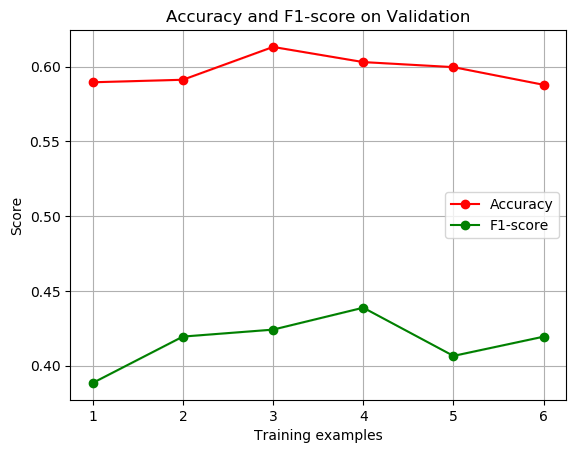 Accuracy and F1-score on Validation
0.60
0.55
0.50
0.45
0.40
Score
Accuracy
F1-score
1 2 3 4 5 6
Training examples